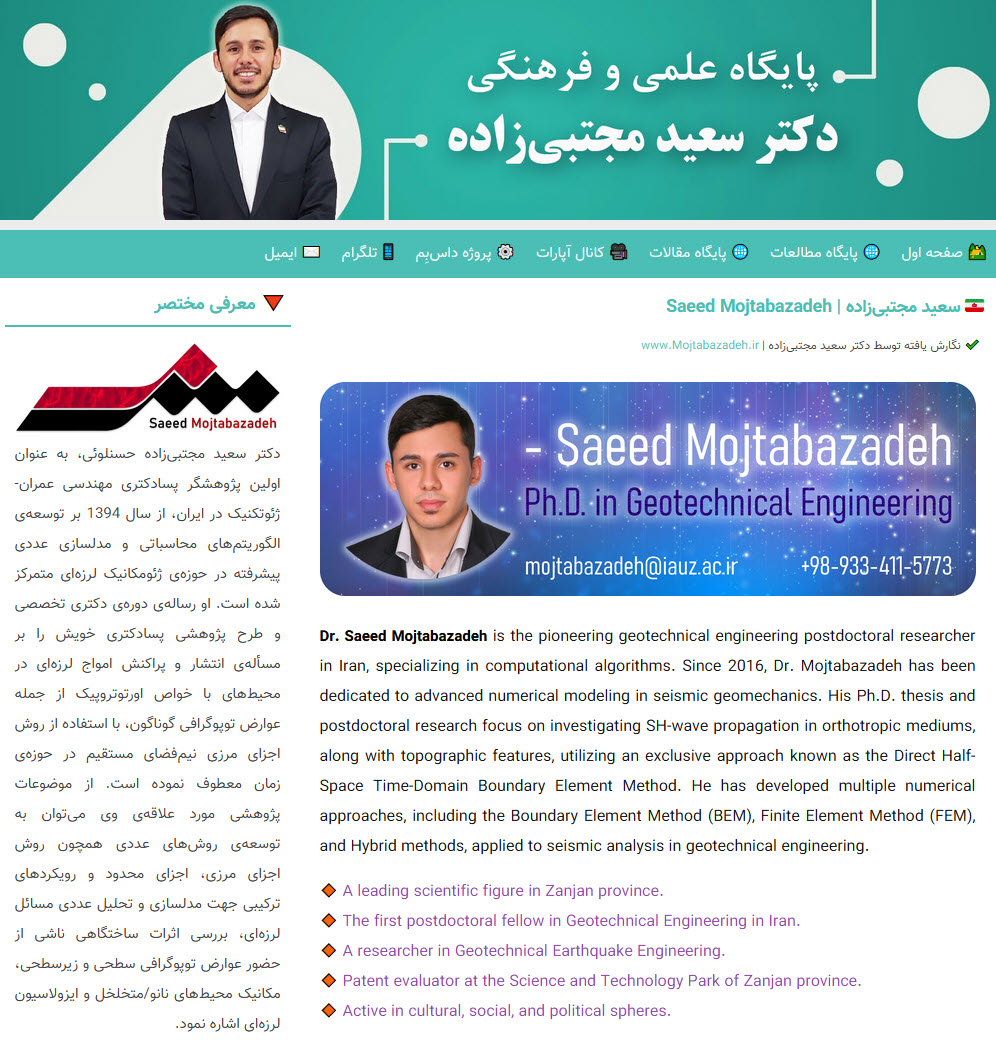 پایگاه علمی و فرهنگی
دکتر سعید مجتبی‌زاده
صفحه اول
پایگاه مطالعات
پایگاه مقالات
کانال آپارات
پروژه داس‌بِم
تلگرام
ایمیل
سعید مجتبی‌زاده | Saeed Mojtabazadeh
نگارش یافته توسط دکتر سعید مجتبی‌زاده | www.Mojtabazadeh.ir
- Saeed Mojtabazadeh
Ph.D. in Geotechnical Engineering
mojtabazadeh@iauz.ac.ir
+98-933-411-5773
Dr. Saeed Mojtabazadeh is the pioneering geotechnical engineering postdoctoral researcher
in Iran, specializing in computational algorithms. Since 2016, Dr. Mojtabazadeh has been
dedicated to advanced numerical modeling in seismic geomechanics. His Ph.D. thesis and
postdoctoral research focus on investigating SH-wave propagation in orthotropic mediums,
along with topographic features, utilizing an exclusive approach known as the Direct Half-
Space Time-Domain Boundary Element Method. He has developed multiple numerical
approaches, including the Boundary Element Method (BEM), Finite Element Method (FEM),
and Hybrid methods, applied to seismic analysis in geotechnical engineering.
A leading scientific figure in Zanjan province.
The first postdoctoral fellow in Geotechnical Engineering in Iran.
A researcher in Geotechnical Earthquake Engineering.
Patent evaluator at the Science and Technology Park of Zanjan province.
Active in cultural, social, and political spheres.
معرفی مختصر
Saeed Mojtabazadeh
دکتر سعید مجتبی‌زاده حسنلوئی، به عنوان
اولین پژوهشگر پسادکتری مهندسی عمران-
ژئوتکنیک در ایران، از سال 1394 بر توسعه‌ی
الگوریتم‌های محاسباتی و مدلسازی عددی
پیشرفته در حوزه‌ی ژئومکانیک لرزه‌ای متمرکز
شده است. او رساله‌ی دوره‌ی دکتری تخصصی
و طرح پژوهشی پسادکتری خویش را بر
مسأله‌ی انتشار و پراکنش امواج لرزه‌ای در
محیط‌های با خواص اورتوتروپیک از جمله
عوارض توپوگرافی گوناگون، با استفاده از روش
اجزای مرزی نیم‌فضای مستقیم در حوزه‌ی
زمان معطوف نموده است. از موضوعات
پژوهشی مورد علاقه‌ی وی می‌توان به
توسعه‌ی روش‌های عددی همچون روش
اجزای مرزی، اجزای محدود و رویکردهای
ترکیبی جهت مدلسازی و تحلیل عددی مسائل
لرزه‌ای، بررسی اثرات ساختگاهی ناشی از
حضور عوارض توپوگرافی سطحی و زیرسطحی،
مکانیک محیط‌های نانو/متخلخل و ایزولاسیون
لرزه‌ای اشاره نمود.